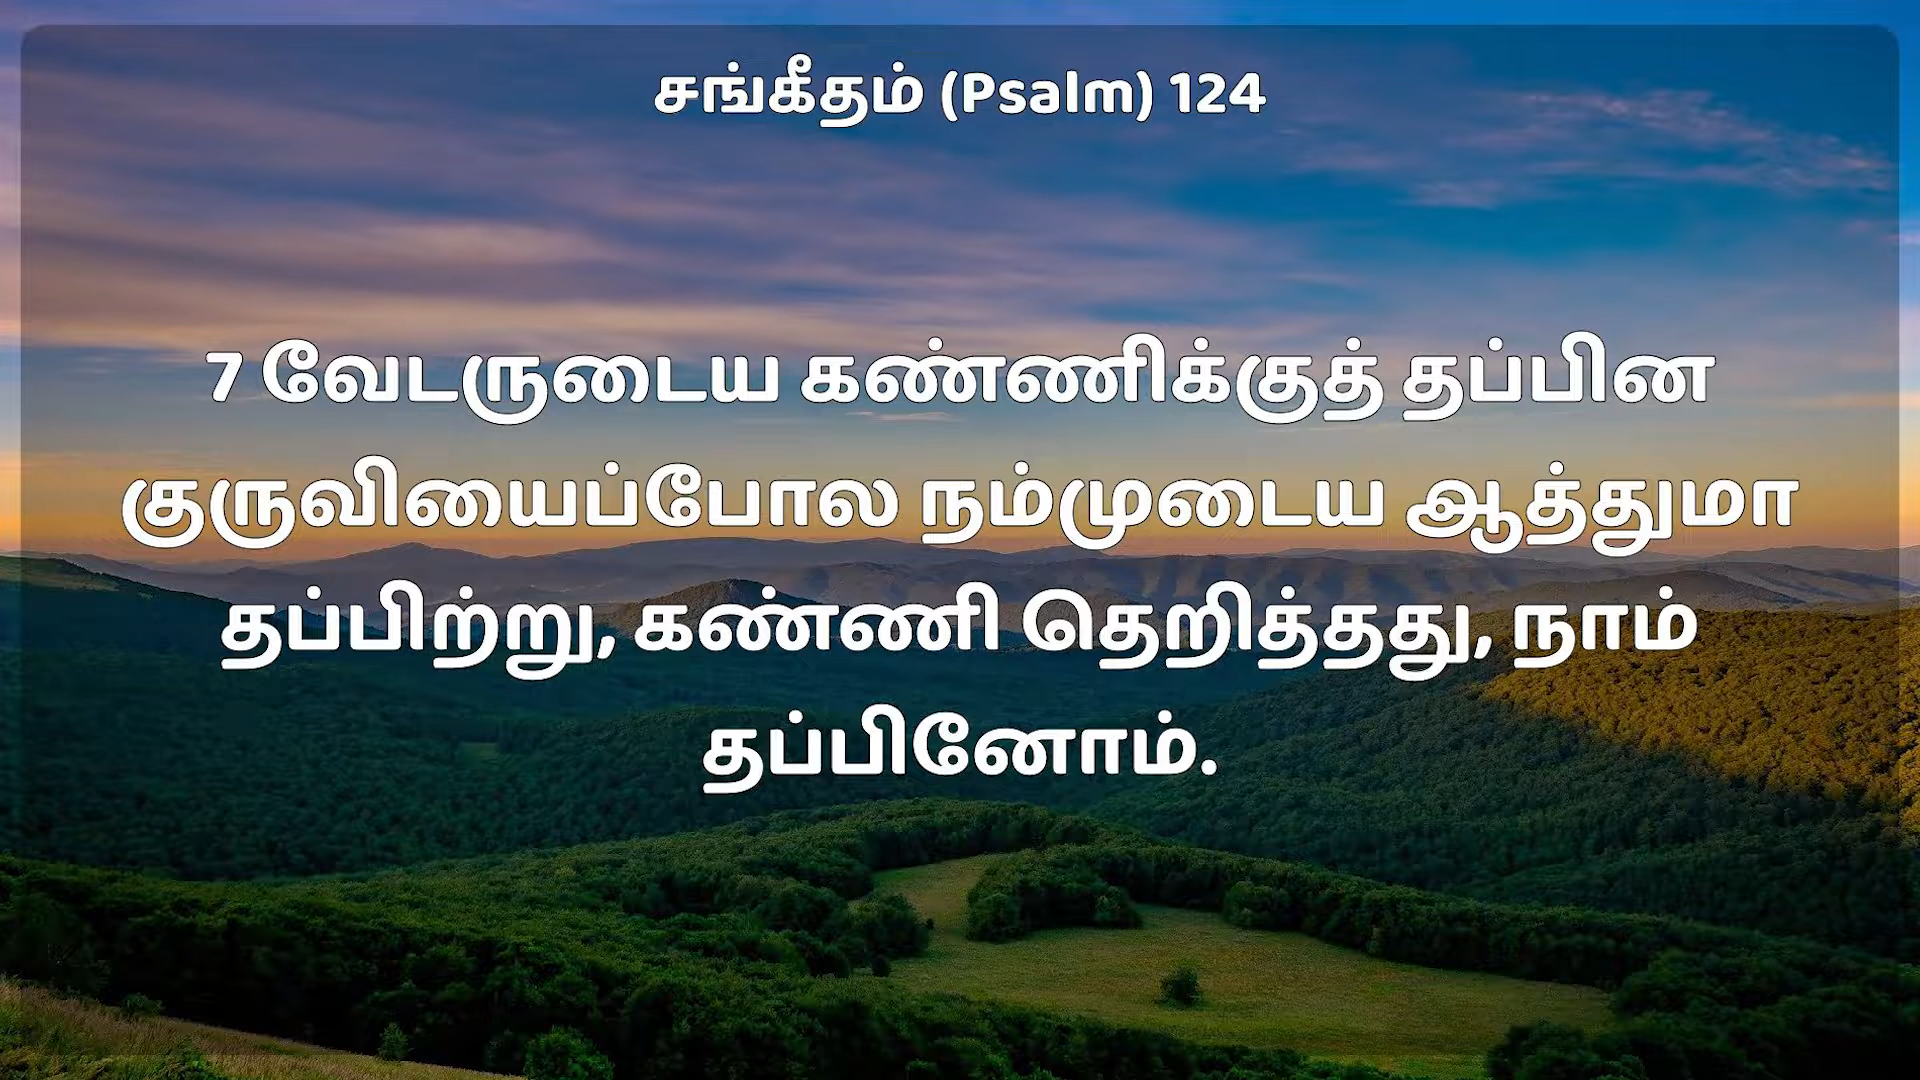 சங்கீதம் (Psalm) 124
7 வேடருடைய கண்ணிக்குத் தப்பின
குருவியைப்போல நம்முடைய ஆத்துமா
தப்பிற்று, கண்ணி தெறித்தது, நாம்
தப்பினோம்.